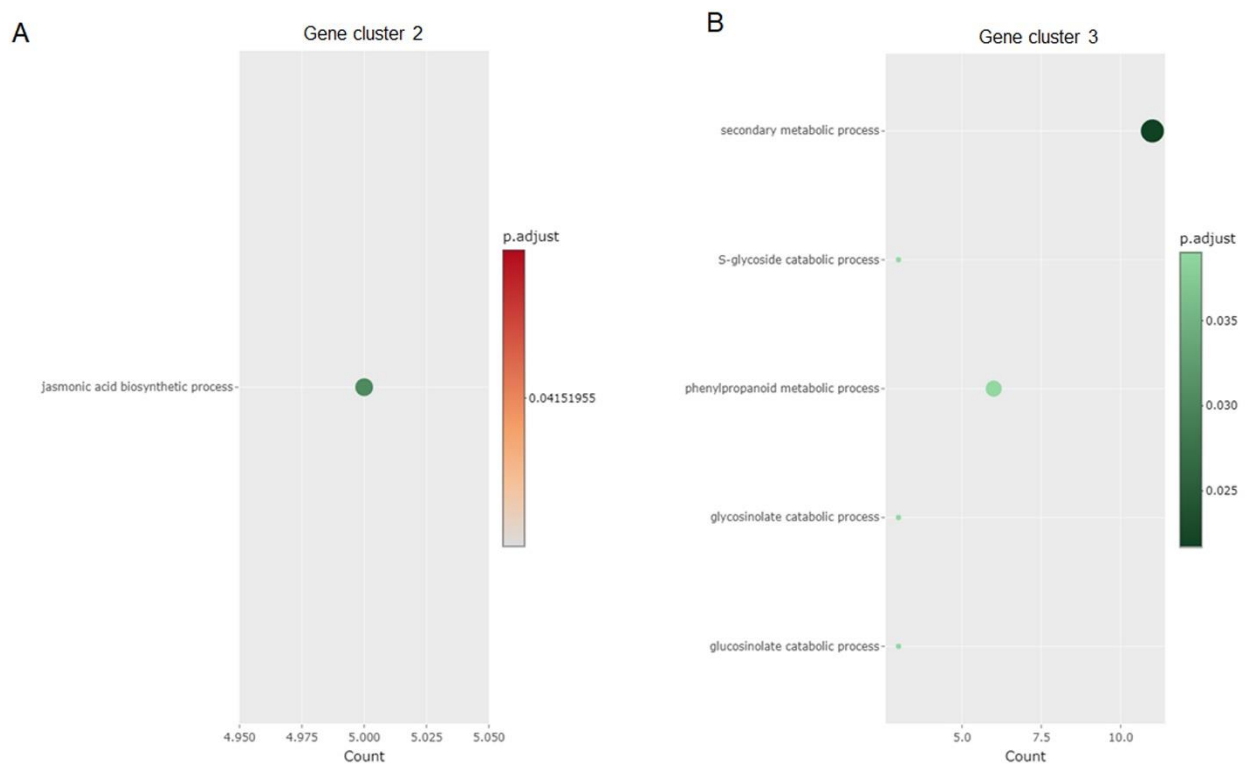 A
Gene cluster 2
jasmonic acid biosynthetic process
4.950 4.975 5.000 5.025 5.050
Count
p.adjust
0.04151955
B
Gene cluster 3
secondary metabolic process
S-glycoside catabolic process
phenylpropanoid metabolic process
glycosinolate catabolic process
glucosinolate catabolic process
5.0 7.5 10.0
Count
p.adjust
0.035
0.030
0.025